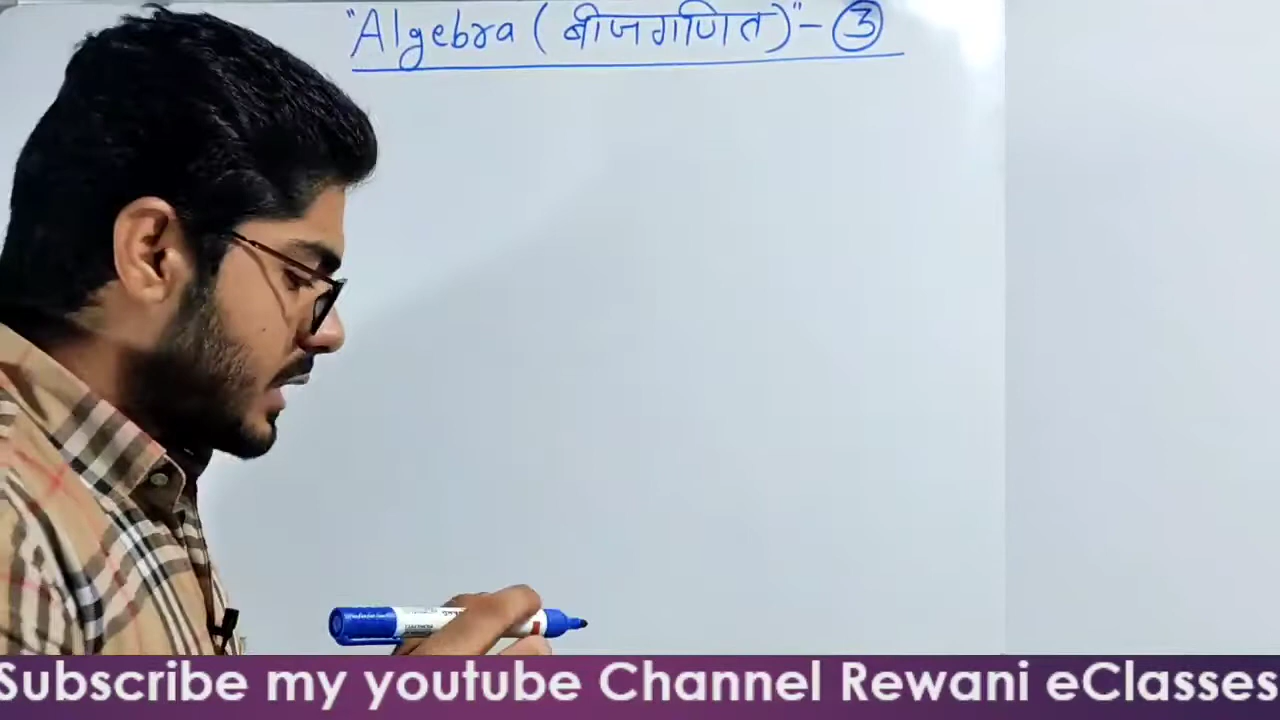 "Algebra (बीजगणित)"- ③
Subscribe my youtube Channel Rewani eClasses